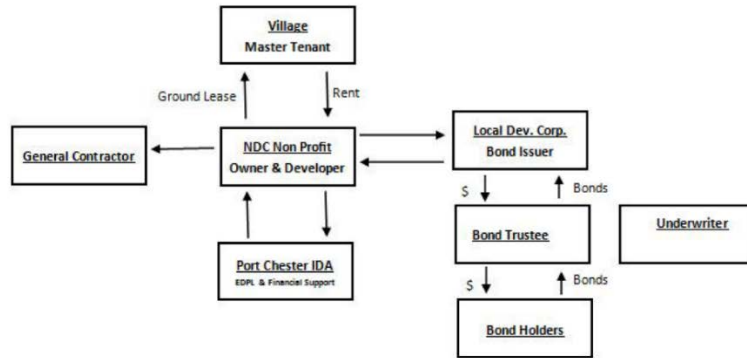 Village
Master Tenant
Ground Lease
Rent
General Contractor
NDC Non Profit
Owner & Developer
Local Dev. Corp.
Bond Issuer
$
Bonds
Port Chester IDA
EDPL & Financial Support
Bond Trustee
Underwriter
$
Bonds
Bond Holders